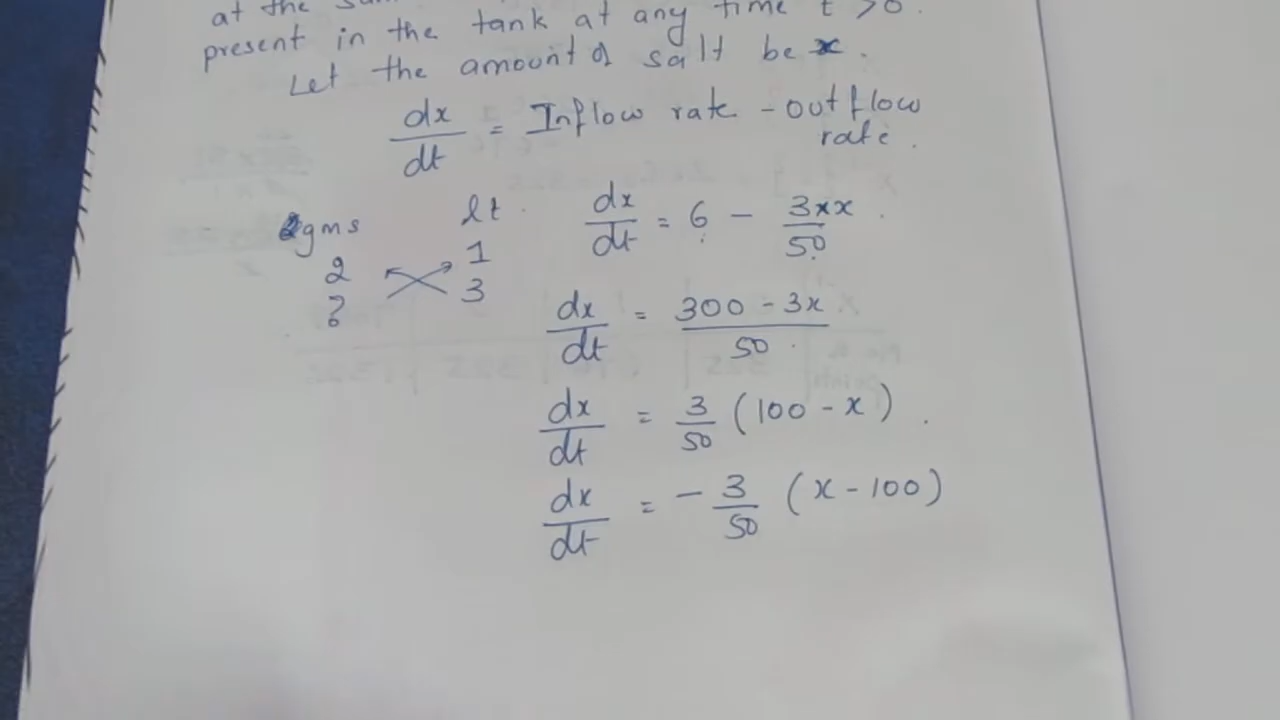 at the
present in the tank at any time t > 0.
Let the amount of salt be x.
dx/dt = Inflow rate - outflow rate.
gms lt.
2 1
? 3
dx/dt = 6 - 3×x/50.
dx/dt = 300 - 3x/50.
dx/dt = 3/50 (100 - x).
dx/dt = - 3/50 (x - 100)